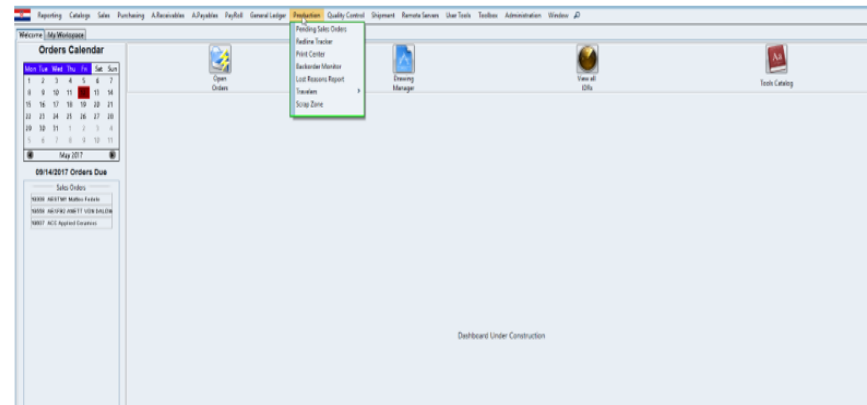 Reporting Catalogs Sales Purchasing A.Receivables A.Payables PayRoll General Ledger Production Quality Control Shipment Remote Servers User Tools Toolbox Administration Window
Welcome My Workspace
Orders Calendar
Mon Tue Wed Thu Fri Sat Sun
1 2 3 4 5 6 7
8 9 10 11 12 13 14
15 16 17 18 19 20 21
22 23 24 25 26 27 28
29 30 31 1 2 3 4
5 6 7 8 9 10 11
May 2017
09/14/2017 Orders Due
Sales Orders
ACE Applied Ceramics
Pending Sales Orders
Redline Tracker
Print Center
Backorder Monitor
Lost Reasons Report
Travelers
Scrap Zone
Open
Orders
Drawing
Manager
View all
Tools Catalog
Dashboard Under Construction